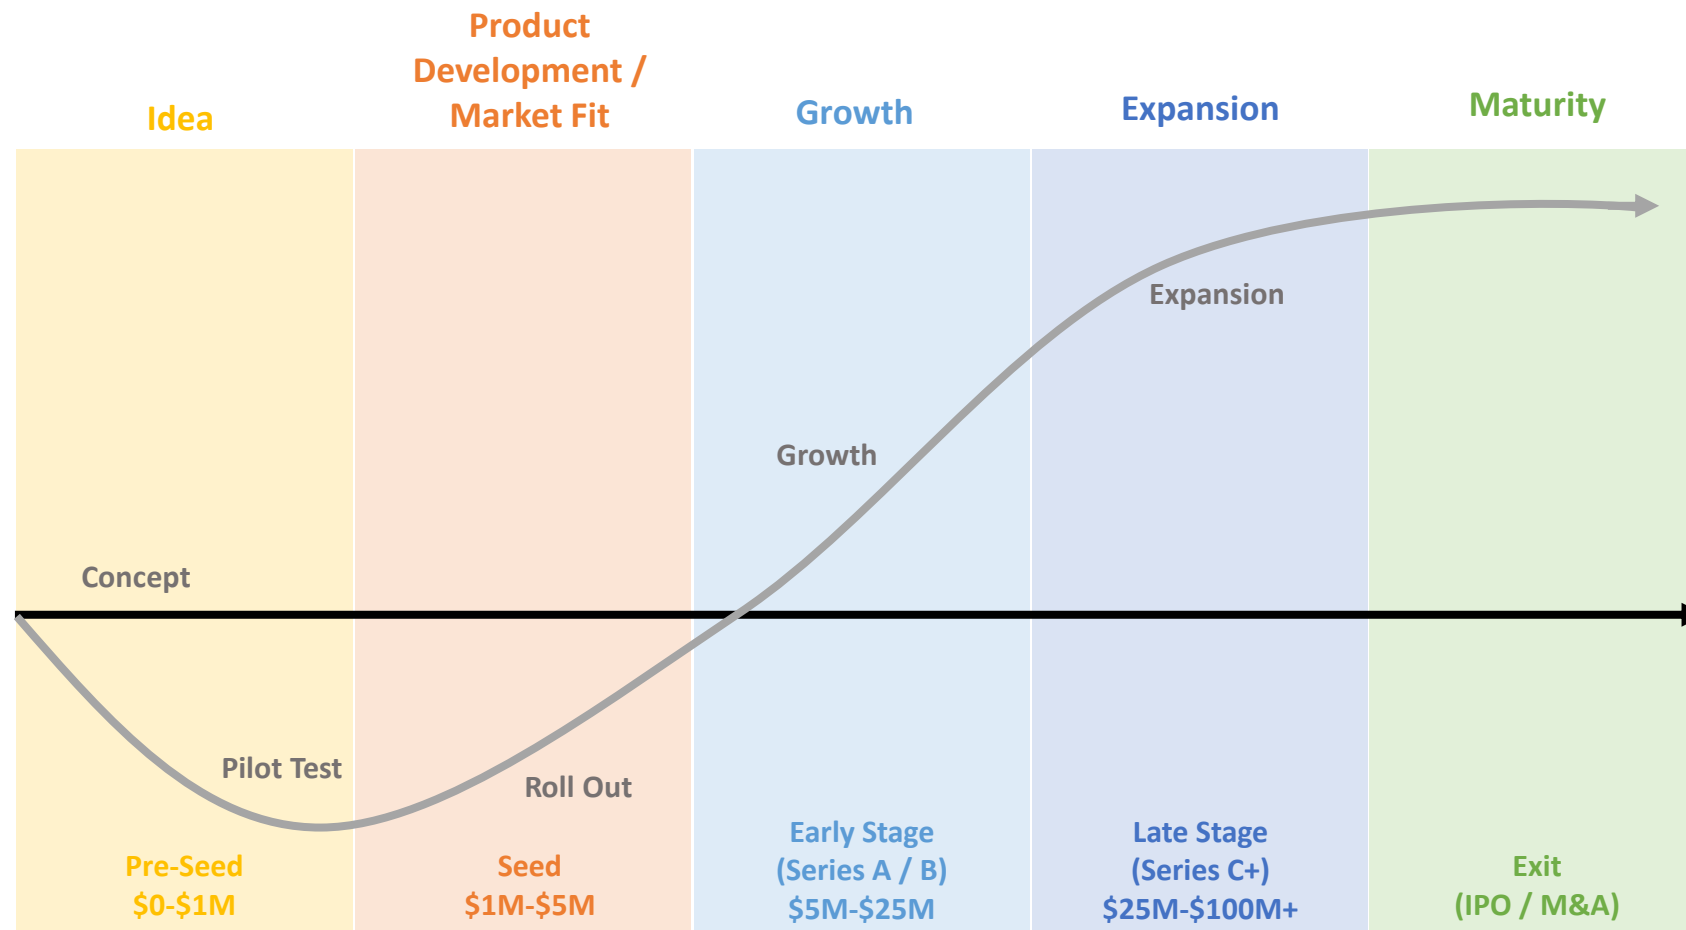 Idea
Product
Development /
Market Fit
Growth
Expansion
Maturity
Concept
Pilot Test
Roll Out
Growth
Expansion
Pre-Seed
$0-$1M
Seed
$1M-$5M
Early Stage
(Series A / B)
$5M-$25M
Late Stage
(Series C+)
$25M-$100M+
Exit
(IPO / M&A)